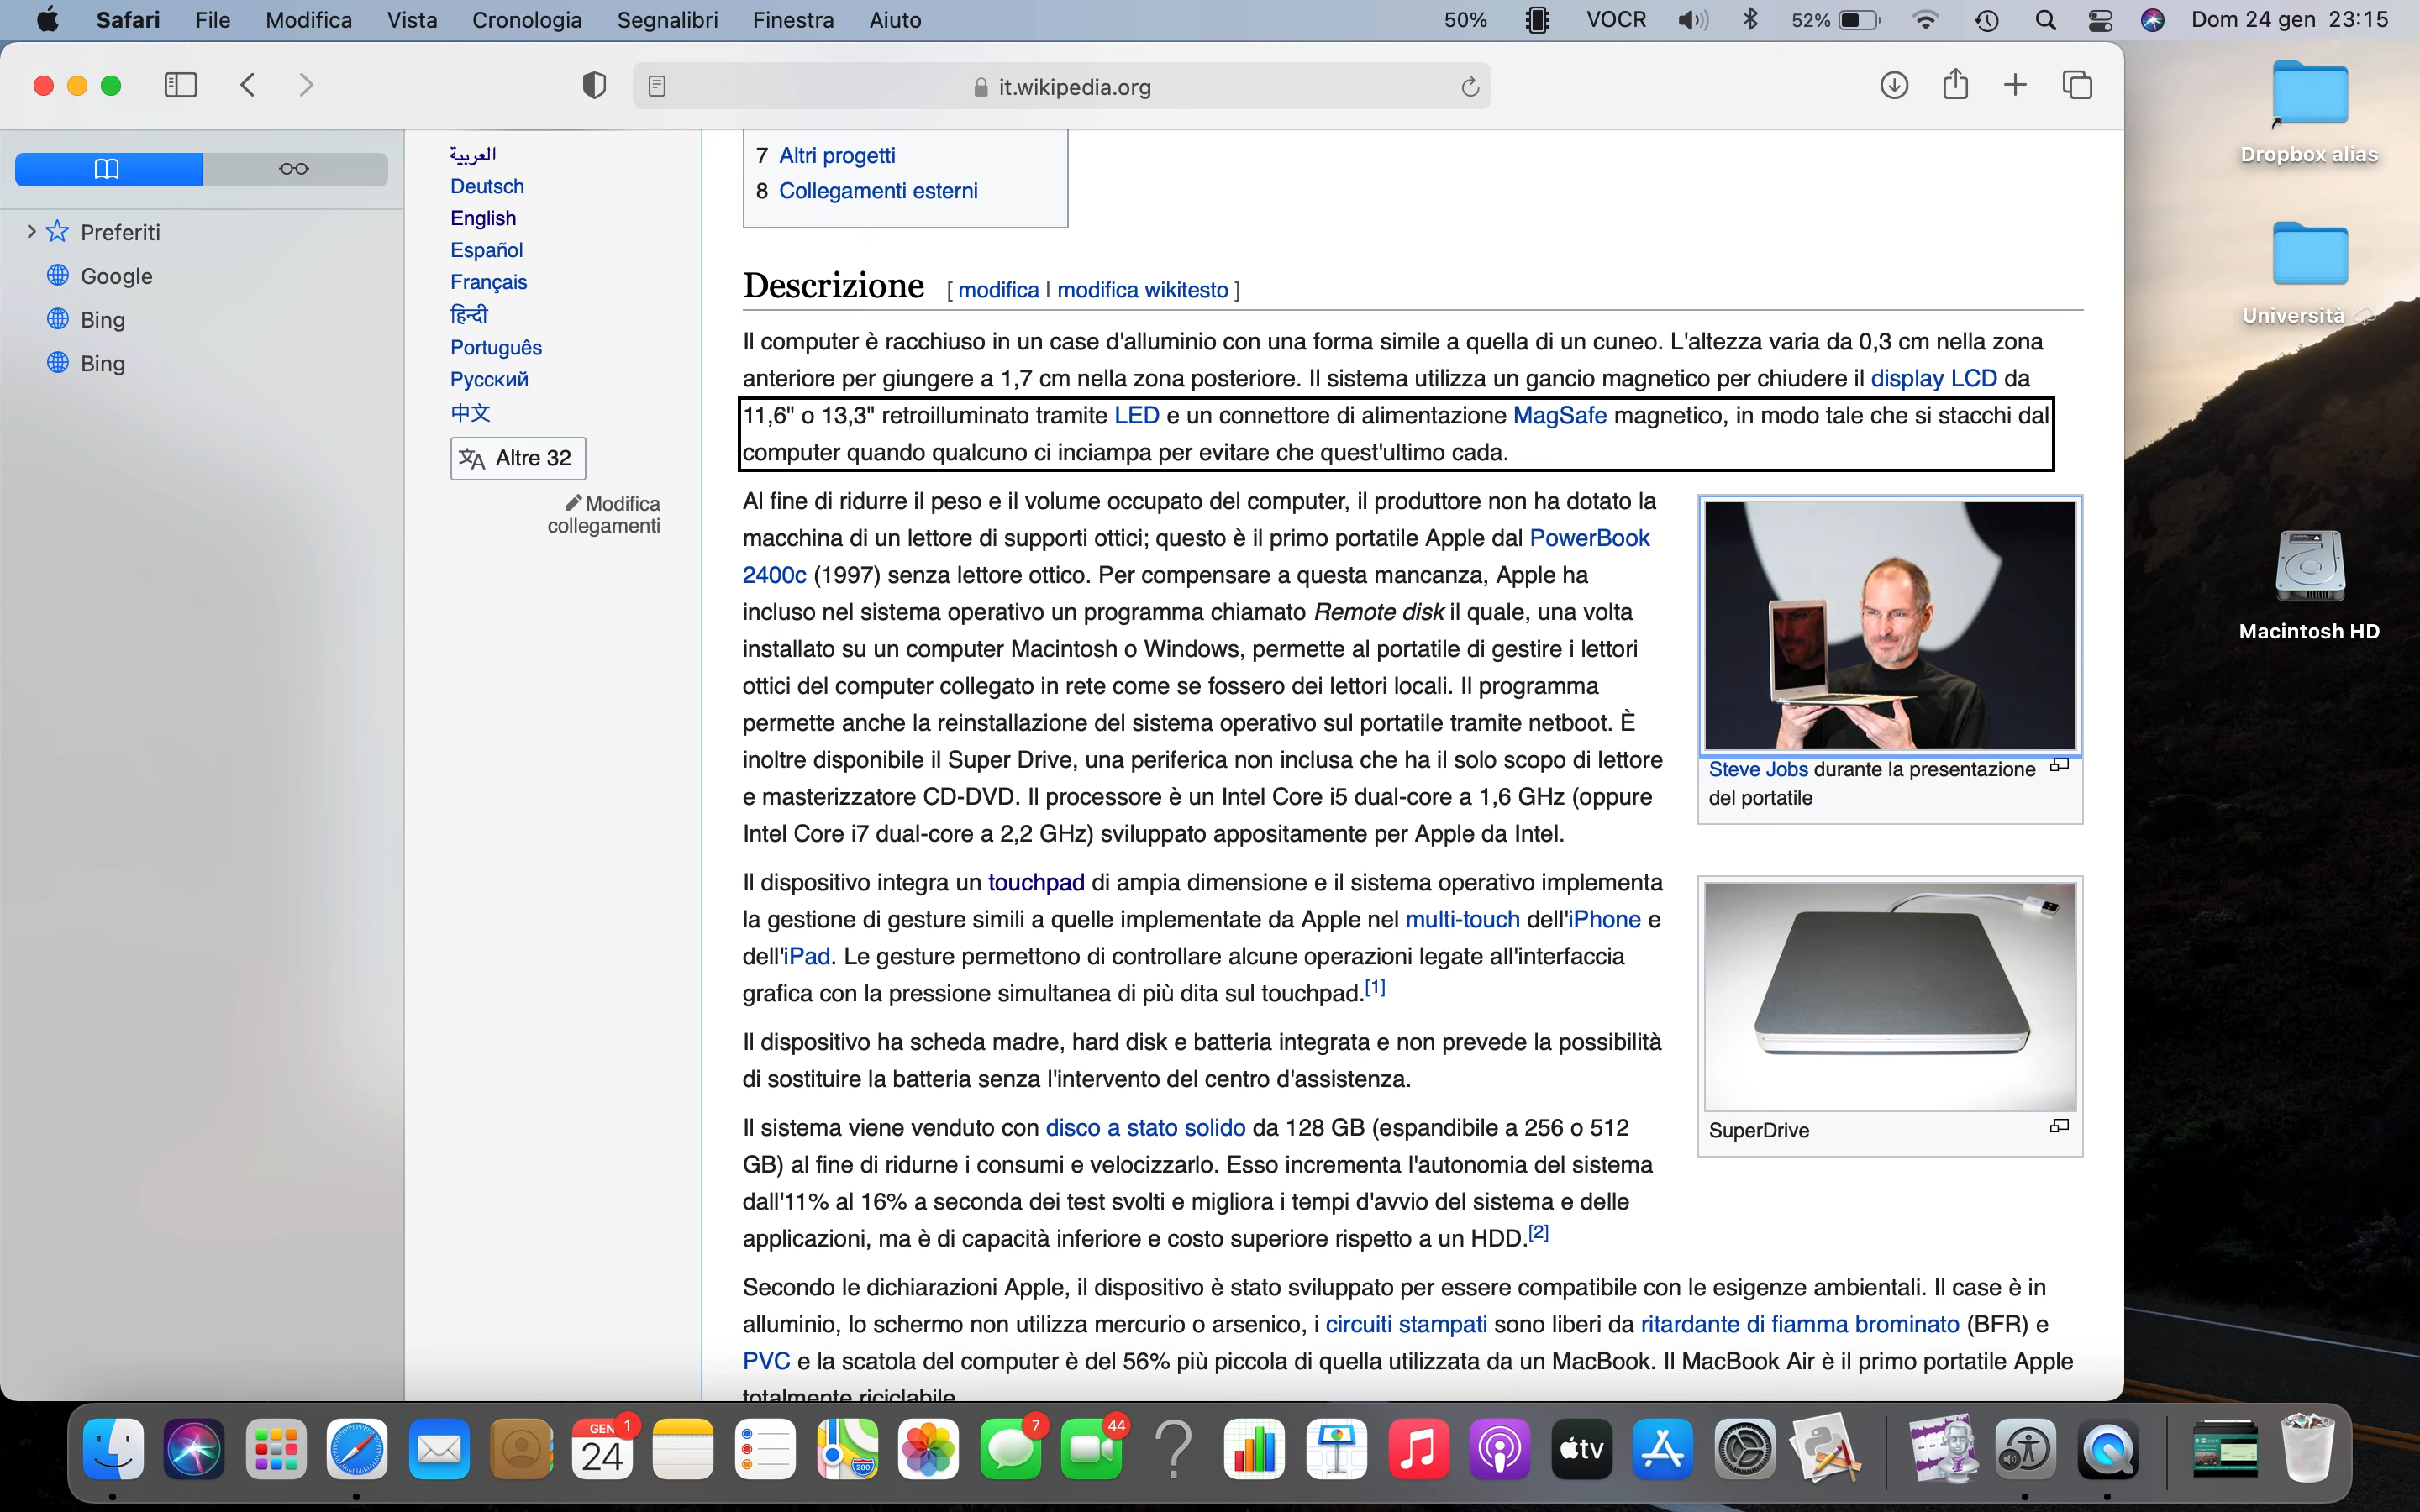 Safari File Modifica Vista Cronologia Segnalibri Finestra Aiuto 50% VOCR 52% Dom 24 gen 23:15
it.wikipedia.org
Preferiti
Google
Bing
Bing
العربية
Deutsch
English
Español
Français
हिन्दी
Português
Русский
中文
Altre 32
Modifica
collegamenti
7 Altri progetti
8 Collegamenti esterni
Descrizione [ modifica | modifica wikitesto ]
Il computer è racchiuso in un case d'alluminio con una forma simile a quella di un cuneo. L'altezza varia da 0,3 cm nella zona
anteriore per giungere a 1,7 cm nella zona posteriore. Il sistema utilizza un gancio magnetico per chiudere il display LCD da
11,6" o 13,3" retroilluminato tramite LED e un connettore di alimentazione MagSafe magnetico, in modo tale che si stacchi dal
computer quando qualcuno ci inciampa per evitare che quest'ultimo cada.
Al fine di ridurre il peso e il volume occupato del computer, il produttore non ha dotato la
macchina di un lettore di supporti ottici; questo è il primo portatile Apple dal PowerBook
2400c (1997) senza lettore ottico. Per compensare a questa mancanza, Apple ha
incluso nel sistema operativo un programma chiamato Remote disk il quale, una volta
installato su un computer Macintosh o Windows, permette al portatile di gestire i lettori
ottici del computer collegato in rete come se fossero dei lettori locali. Il programma
permette anche la reinstallazione del sistema operativo sul portatile tramite netboot. È
inoltre disponibile il Super Drive, una periferica non inclusa che ha il solo scopo di lettore
e masterizzatore CD-DVD. Il processore è un Intel Core i5 dual-core a 1,6 GHz (oppure
Intel Core i7 dual-core a 2,2 GHz) sviluppato appositamente per Apple da Intel.
Steve Jobs durante la presentazione
del portatile
Il dispositivo integra un touchpad di ampia dimensione e il sistema operativo implementa
la gestione di gesture simili a quelle implementate da Apple nel multi-touch dell'iPhone e
dell'iPad. Le gesture permettono di controllare alcune operazioni legate all'interfaccia
grafica con la pressione simultanea di più dita sul touchpad.[1]
Il dispositivo ha scheda madre, hard disk e batteria integrata e non prevede la possibilità
di sostituire la batteria senza l'intervento del centro d'assistenza.
Il sistema viene venduto con disco a stato solido da 128 GB (espandibile a 256 o 512
GB) al fine di ridurne i consumi e velocizzarlo. Esso incrementa l'autonomia del sistema
dall'11% al 16% a seconda dei test svolti e migliora i tempi d'avvio del sistema e delle
applicazioni, ma è di capacità inferiore e costo superiore rispetto a un HDD.[2]
SuperDrive
Secondo le dichiarazioni Apple, il dispositivo è stato sviluppato per essere compatibile con le esigenze ambientali. Il case è in
alluminio, lo schermo non utilizza mercurio o arsenico, i circuiti stampati sono liberi da ritardante di fiamma brominato (BFR) e
PVC e la scatola del computer è del 56% più piccola di quella utilizzata da un MacBook. Il MacBook Air è il primo portatile Apple
totalmente riciclabile.
Dropbox alias
Università
Macintosh HD
GEN 1
24
280
7
44
?
tv